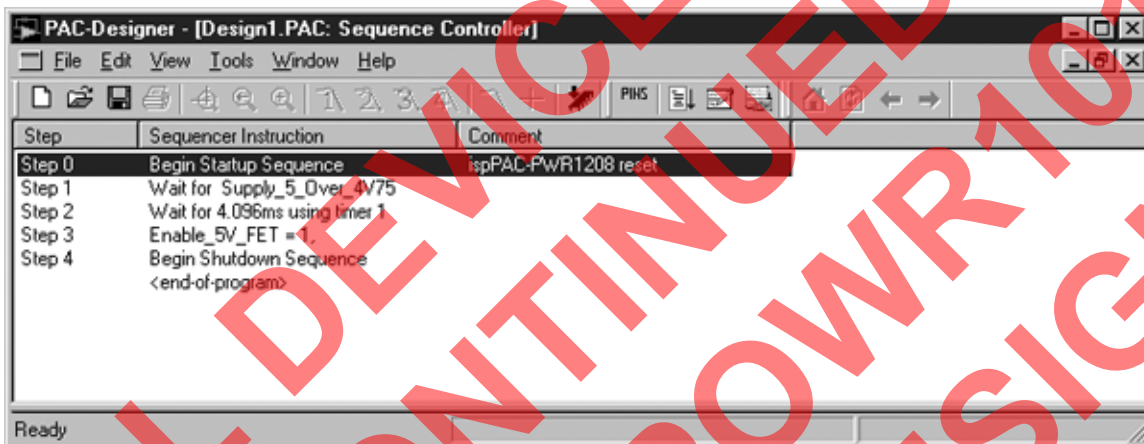 PAC-Designer - [Design1.PAC: Sequence Controller]
File Edit View Tools Window Help
PINS
Step Sequencer Instruction Comment
Step 0 Begin Startup Sequence ispPAC-PWR1208 reset
Step 1 Wait for Supply_5_Over_4V75
Step 2 Wait for 4.096ms using timer 1
Step 3 Enable_5V_FET = 1,
Step 4 Begin Shutdown Sequence
<end-of-program>
Ready
DEVICE